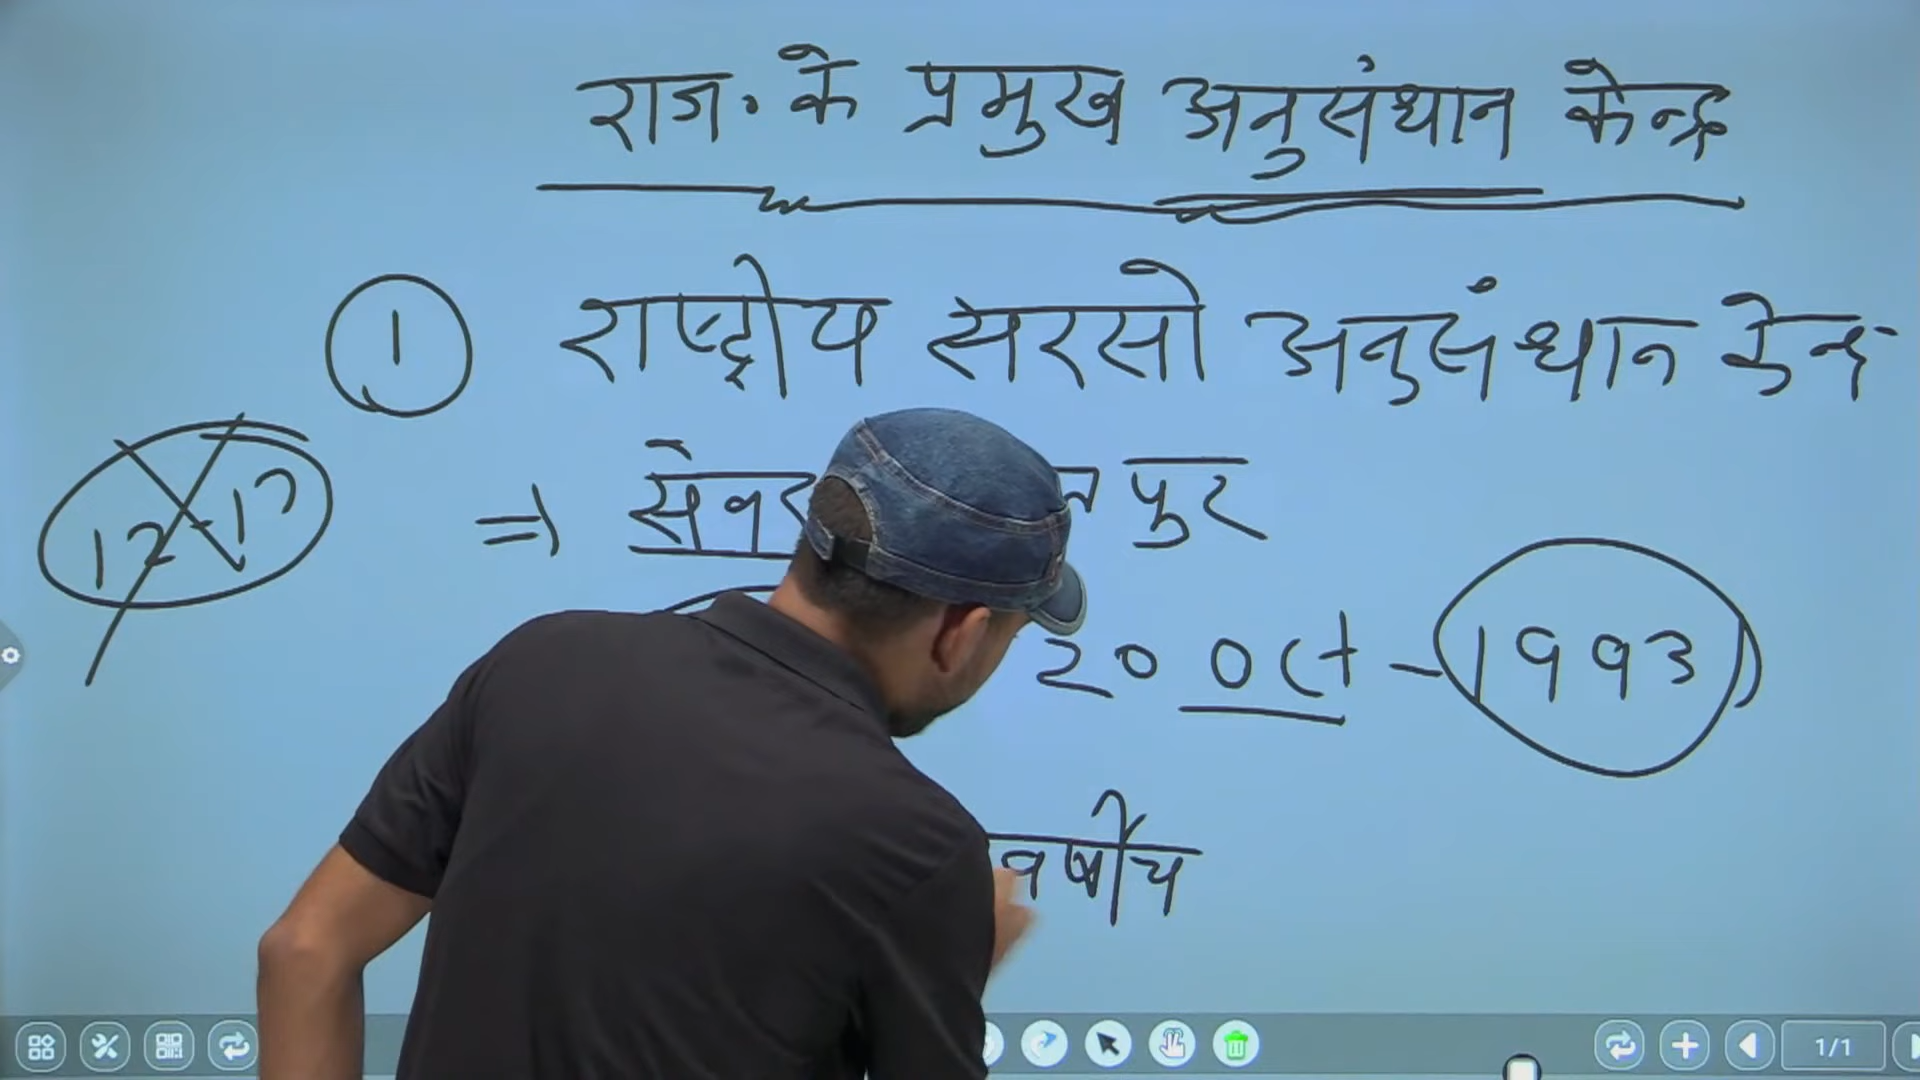 राज. के प्रमुख अनुसंधान केन्द्र
1 राष्ट्रीय सरसो अनुसंधान केन्द्र
⇒ सेवर पुर
20 Oct - 1993
वर्षीय
12-17
1/1